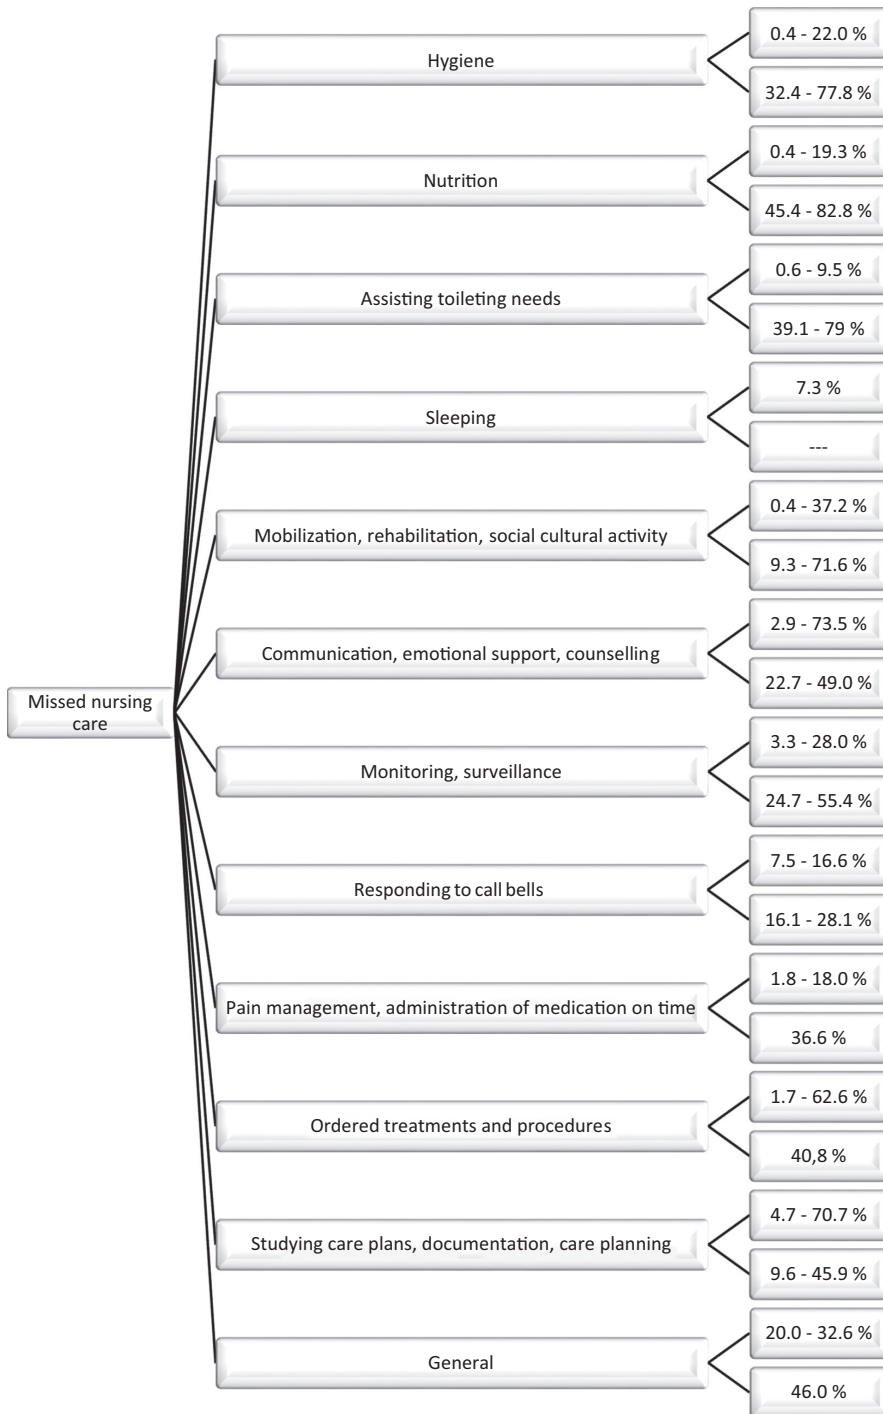 Missed nursing
care
Hygiene
0.4 - 22.0 %
32.4 - 77.8 %
Nutrition
0.4 - 19.3 %
45.4 - 82.8 %
Assisting toileting needs
0.6 - 9.5 %
39.1 - 79 %
Sleeping
7.3 %
---
Mobilization, rehabilitation, social cultural activity
0.4 - 37.2 %
9.3 - 71.6 %
Communication, emotional support, counselling
2.9 - 73.5 %
22.7 - 49.0 %
Monitoring, surveillance
3.3 - 28.0 %
24.7 - 55.4 %
Responding to call bells
7.5 - 16.6 %
16.1 - 28.1 %
Pain management, administration of medication on time
1.8 - 18.0 %
36.6 %
Ordered treatments and procedures
1.7 - 62.6 %
40,8 %
Studying care plans, documentation, care planning
4.7 - 70.7 %
9.6 - 45.9 %
General
20.0 - 32.6 %
46.0 %